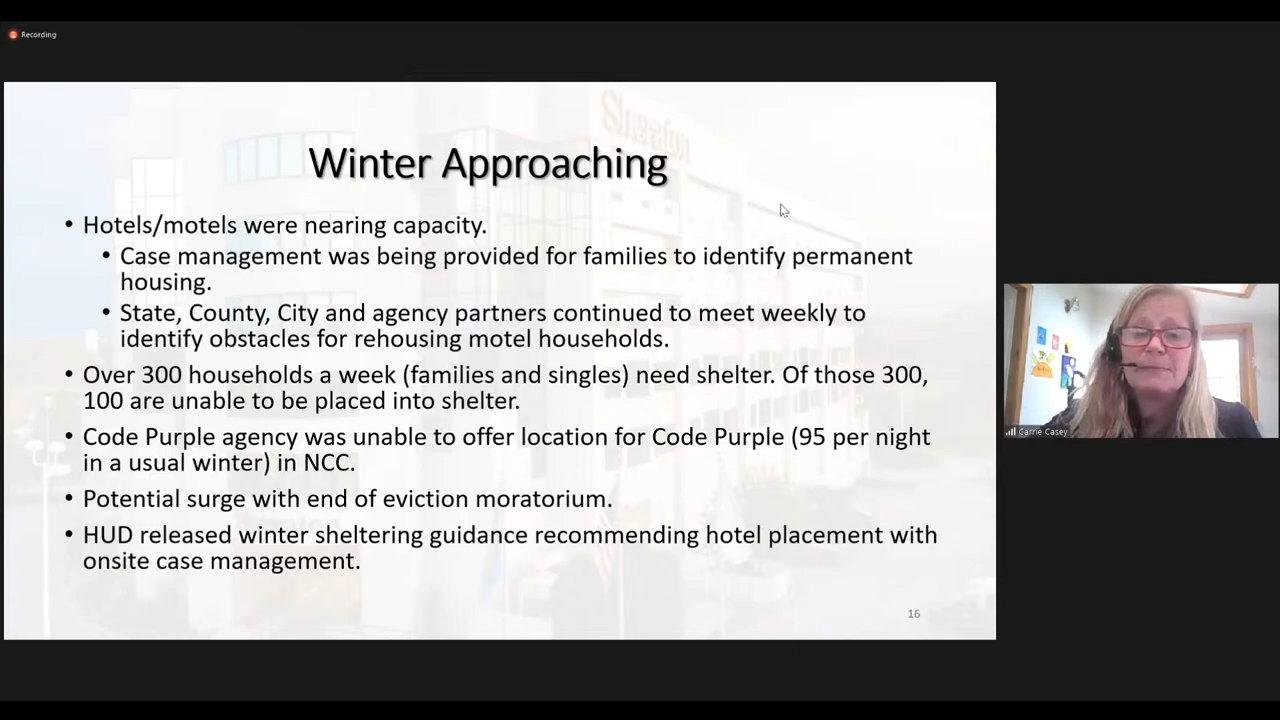 Recording
Sheraton
Winter Approaching
• Hotels/motels were nearing capacity.
• Case management was being provided for families to identify permanent
housing.
• State, County, City and agency partners continued to meet weekly to
identify obstacles for rehousing motel households.
• Over 300 households a week (families and singles) need shelter. Of those 300,
100 are unable to be placed into shelter.
• Code Purple agency was unable to offer location for Code Purple (95 per night
in a usual winter) in NCC.
• Potential surge with end of eviction moratorium.
• HUD released winter sheltering guidance recommending hotel placement with
onsite case management.
16
Carrie Casey